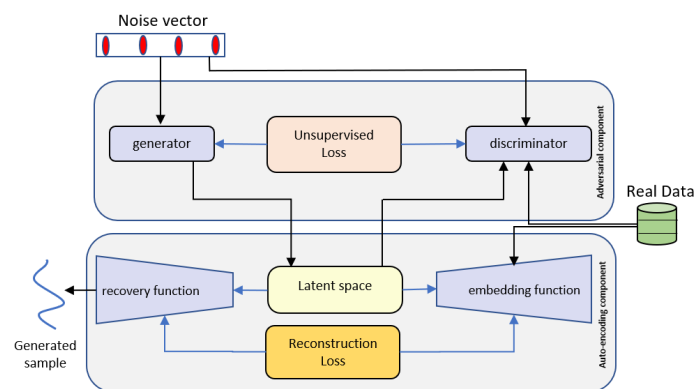 Noise vector
generator
Unsupervised
Loss
discriminator
Adversarial component
Real Data
recovery function
Latent space
embedding function
Auto-encoding component
Generated
sample
Reconstruction
Loss